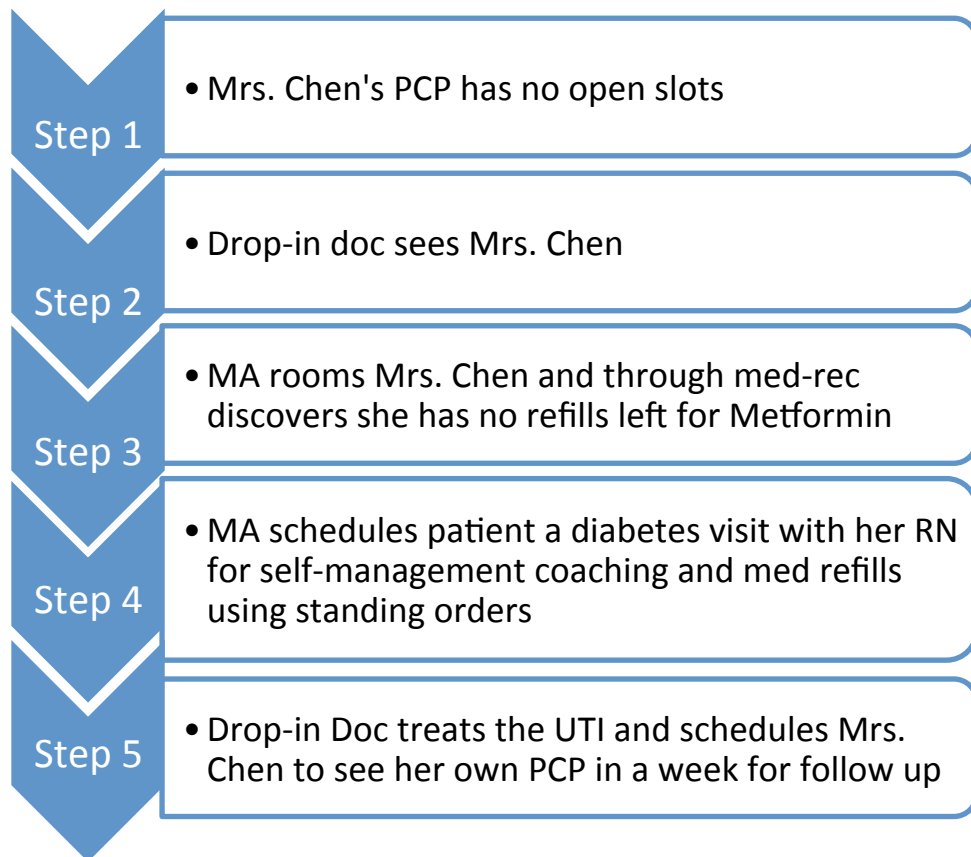 Step 1
• Mrs. Chen's PCP has no open slots
Step 2
• Drop-in doc sees Mrs. Chen
Step 3
• MA rooms Mrs. Chen and through med-rec
discovers she has no refills left for Metformin
Step 4
• MA schedules patient a diabetes visit with her RN
for self-management coaching and med refills
using standing orders
Step 5
• Drop-in Doc treats the UTI and schedules Mrs.
Chen to see her own PCP in a week for follow up